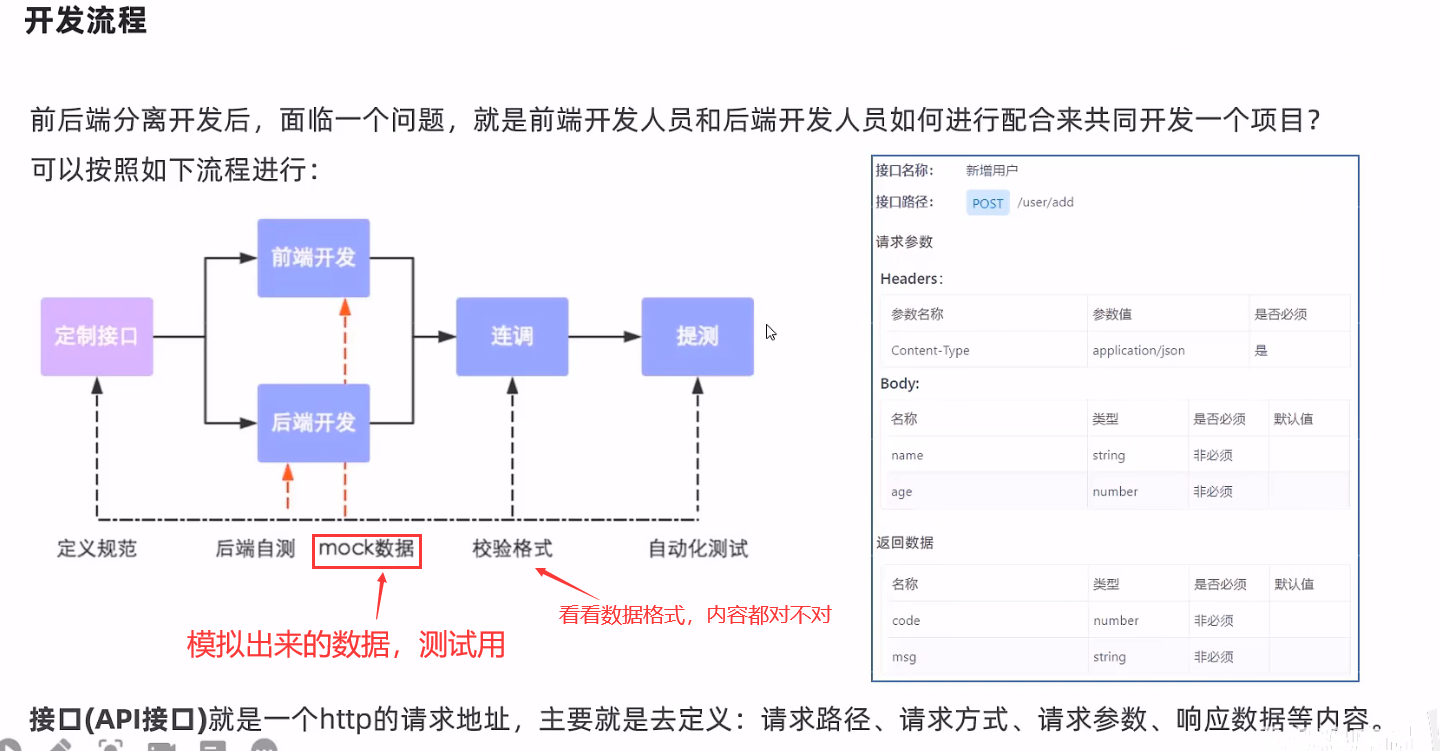 开发流程
前后端分离开发后，面临一个问题，就是前端开发人员和后端开发人员如何进行配合来共同开发一个项目？
可以按照如下流程进行：
定制接口
前端开发
后端开发
连调
提测
定义规范
后端自测
mock数据
校验格式
自动化测试
模拟出来的数据，测试用
看看数据格式，内容都对不对
接口名称： 新增用户
接口路径： POST /user/add
请求参数
Headers：
参数名称 参数值 是否必须
Content-Type application/json 是
Body:
名称 类型 是否必须 默认值
name string 非必须
age number 非必须
返回数据
名称 类型 是否必须 默认值
code number 非必须
msg string 非必须
接口(API接口)就是一个http的请求地址，主要就是去定义：请求路径、请求方式、请求参数、响应数据等内容。